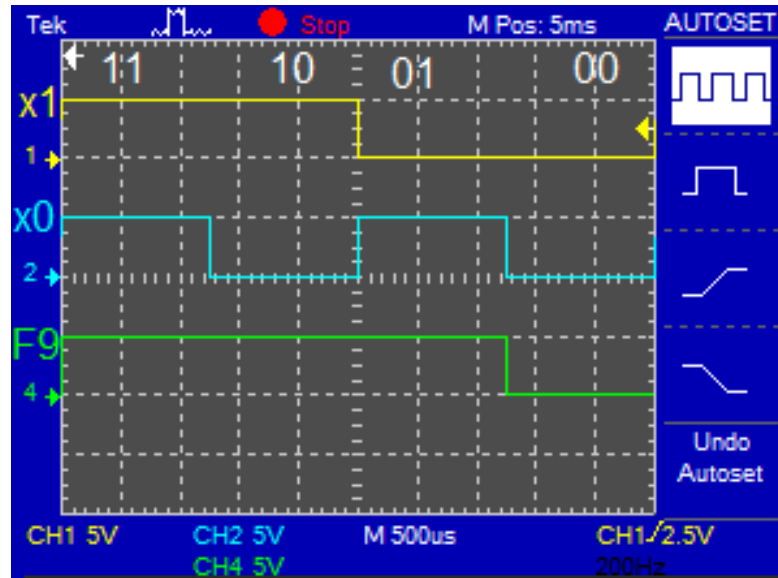 Tek Stop M Pos: 5ms AUTOSET
11 10 01 00
x1
1
x0
2
F9
4
Undo
Autoset
CH1 5V CH2 5V M 500us CH1 2.5V
CH4 5V 200Hz